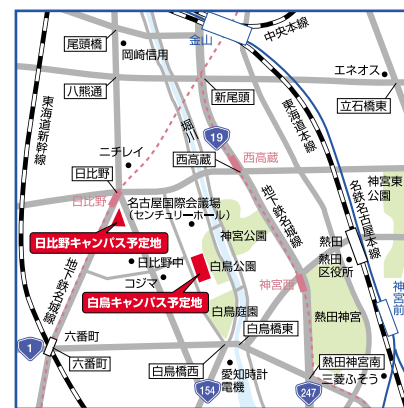 尾頭橋
岡崎信用
金山
中央本線
八熊通
エネオス
立石橋東
新尾頭
東海道新幹線
堀川
19
東海道本線
ニチレイ
西高蔵
西高蔵
日比野
日比野
名古屋国際会議場
(センチュリーホール)
地下鉄名城線
名鉄名古屋本線
神宮東
公園
神宮公園
日比野キャンパス予定地
熱田
熱田
区役所
日比野中
白鳥公園
コジマ
神宮西
神宮前
地下鉄名城線
白鳥キャンパス予定地
白鳥庭園
熱田神宮
六番町
白鳥橋東
1
六番町
白鳥橋西
愛知時計
電機
熱田神宮南
三菱ふそう
154
247